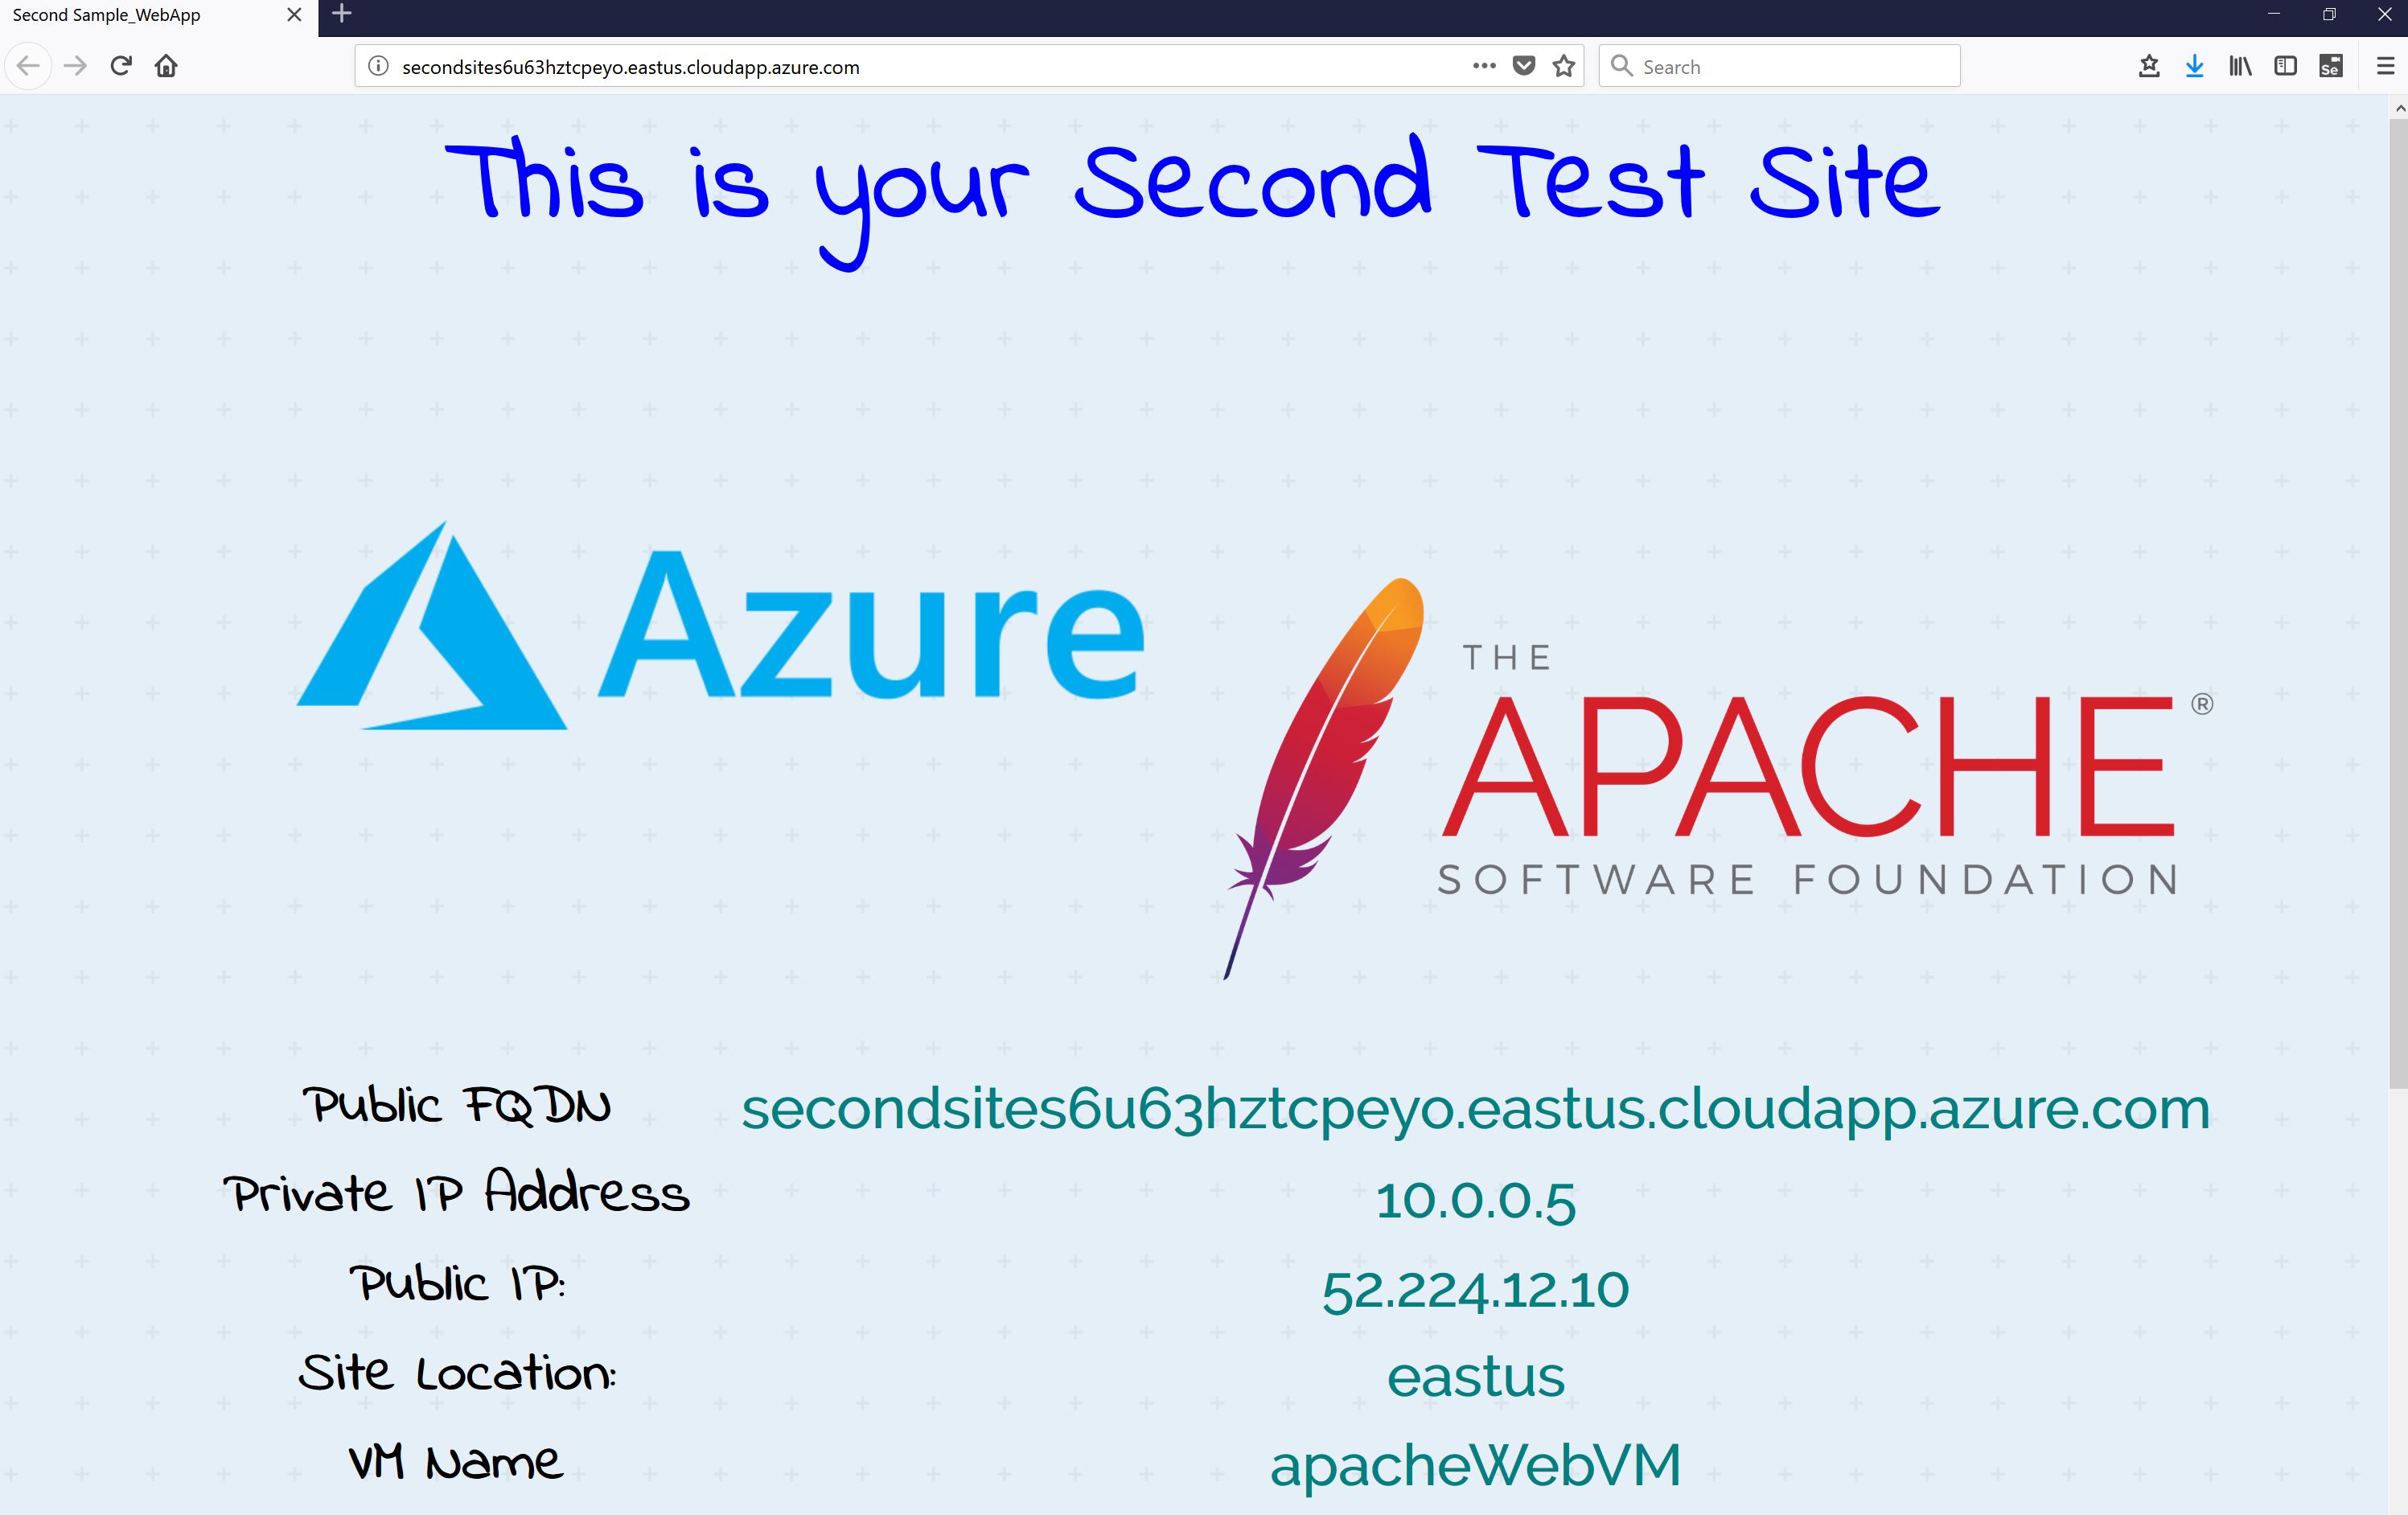 Second Sample_WebApp
secondsites6u63hztcpeyo.eastus.cloudapp.azure.com
Search
Se
This is your Second Test Site
Azure
THE
APACHE®
SOFTWARE FOUNDATION
Public FQDN secondsites6u63hztcpeyo.eastus.cloudapp.azure.com
Private IP Address 10.0.0.5
Public IP: 52.224.12.10
Site Location: eastus
VM Name apacheWebVM